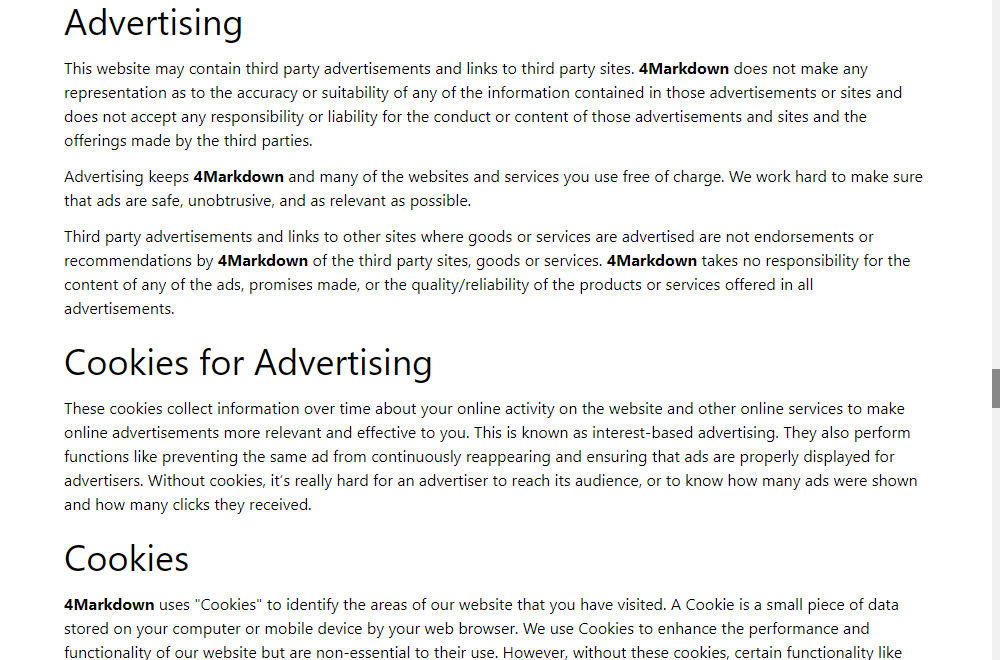 Advertising
This website may contain third party advertisements and links to third party sites. 4Markdown does not make any
representation as to the accuracy or suitability of any of the information contained in those advertisements or sites and
does not accept any responsibility or liability for the conduct or content of those advertisements and sites and the
offerings made by the third parties.
Advertising keeps 4Markdown and many of the websites and services you use free of charge. We work hard to make sure
that ads are safe, unobtrusive, and as relevant as possible.
Third party advertisements and links to other sites where goods or services are advertised are not endorsements or
recommendations by 4Markdown of the third party sites, goods or services. 4Markdown takes no responsibility for the
content of any of the ads, promises made, or the quality/reliability of the products or services offered in all
advertisements.
Cookies for Advertising
These cookies collect information over time about your online activity on the website and other online services to make
online advertisements more relevant and effective to you. This is known as interest-based advertising. They also perform
functions like preventing the same ad from continuously reappearing and ensuring that ads are properly displayed for
advertisers. Without cookies, it's really hard for an advertiser to reach its audience, or to know how many ads were shown
and how many clicks they received.
Cookies
4Markdown uses "Cookies" to identify the areas of our website that you have visited. A Cookie is a small piece of data
stored on your computer or mobile device by your web browser. We use Cookies to enhance the performance and
functionality of our website but are non-essential to their use. However, without these cookies, certain functionality like